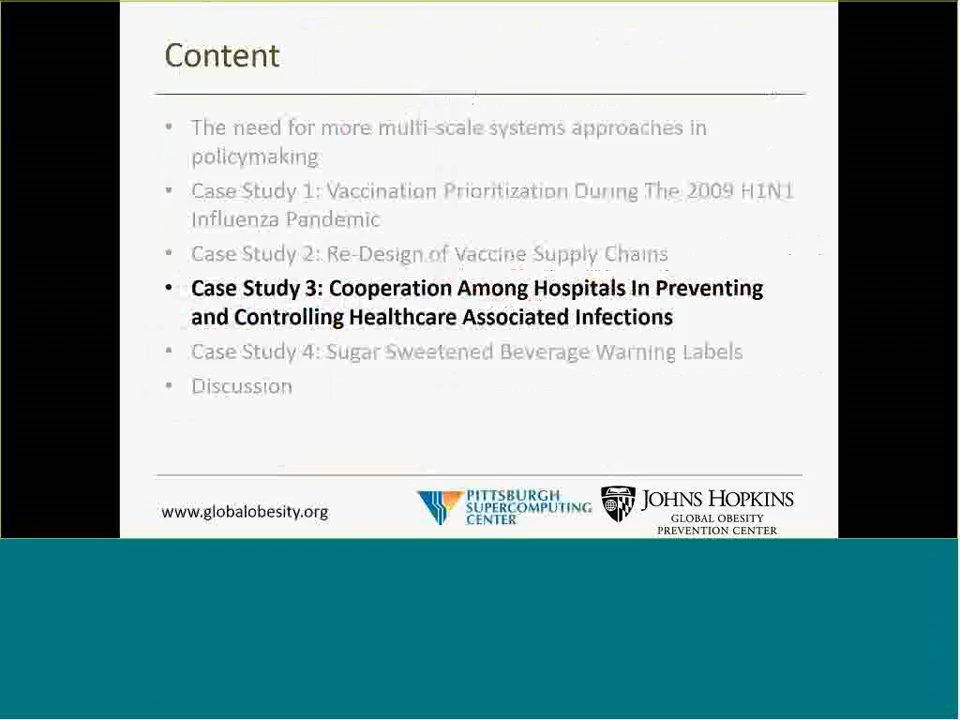 Content
• The need for more multi-scale systems approaches in
policymaking
• Case Study 1: Vaccination Prioritization During The 2009 H1N1
Influenza Pandemic
• Case Study 2: Re-Design of Vaccine Supply Chains
• Case Study 3: Cooperation Among Hospitals In Preventing
and Controlling Healthcare Associated Infections
• Case Study 4: Sugar Sweetened Beverage Warning Labels
• Discussion
www.globalobesity.org
PITTSBURGH
SUPERCOMPUTING
CENTER
JOHNS HOPKINS
GLOBAL OBESITY
PREVENTION CENTER